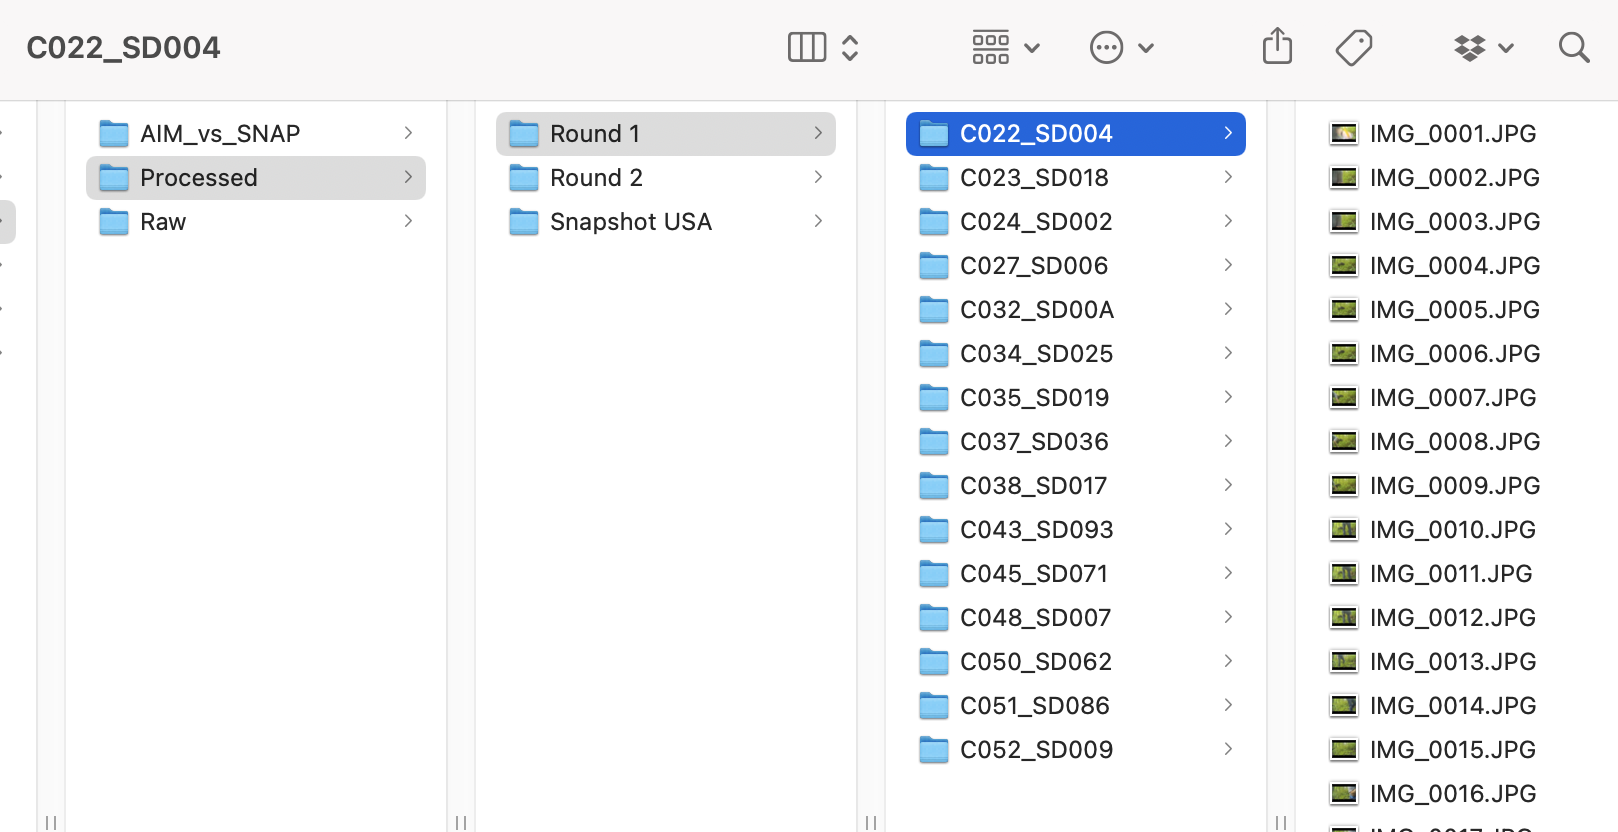 C022_SD004
AIM_vs_SNAP
Processed
Raw
Round 1
Round 2
Snapshot USA
C022_SD004
C023_SD018
C024_SD002
C027_SD006
C032_SD00A
C034_SD025
C035_SD019
C037_SD036
C038_SD017
C043_SD093
C045_SD071
C048_SD007
C050_SD062
C051_SD086
C052_SD009
IMG_0001.JPG
IMG_0002.JPG
IMG_0003.JPG
IMG_0004.JPG
IMG_0005.JPG
IMG_0006.JPG
IMG_0007.JPG
IMG_0008.JPG
IMG_0009.JPG
IMG_0010.JPG
IMG_0011.JPG
IMG_0012.JPG
IMG_0013.JPG
IMG_0014.JPG
IMG_0015.JPG
IMG_0016.JPG